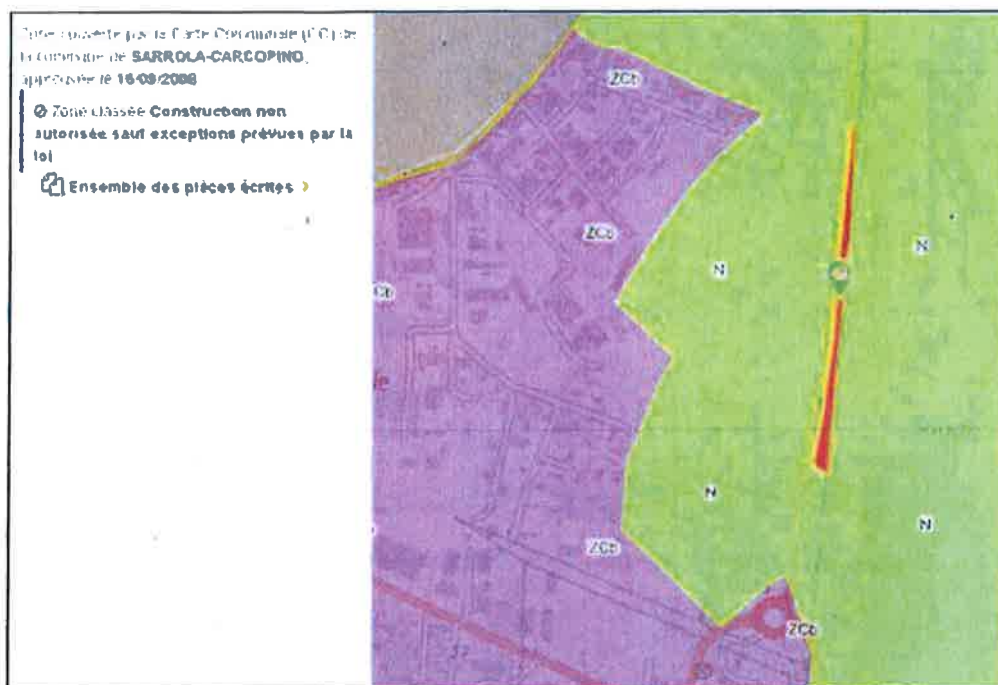 Zone couverte par la Carte Communale (CC) de
la commune de SARROLA-CARCOPINO,
approuvée le 16/09/2008
Zone classée Construction non
autorisée sauf exceptions prévues par la
loi
Ensemble des pièces écrites >
ZCb
ZCb
N
N
Cb
N
N
ZCb
ZCb